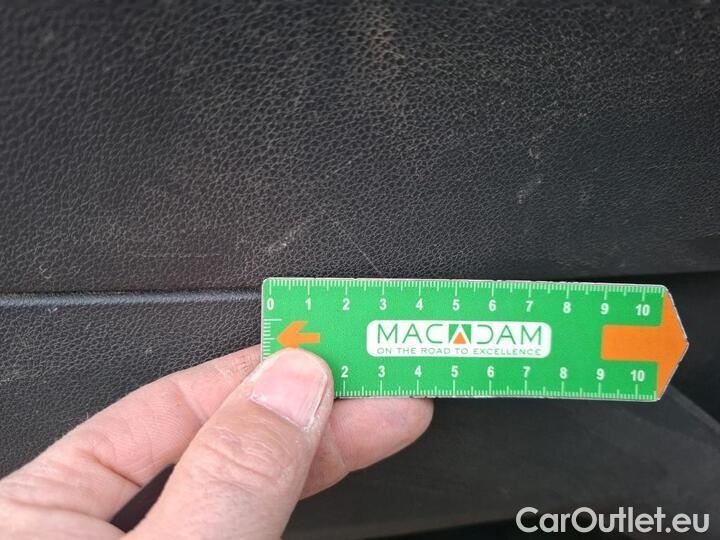 0 1 2 3 4 5 6 7 8 9 10
MACADAM
ON THE ROAD TO EXCELLENCE
2 3 4 5 6 7 8 9 10
CarOutlet.eu